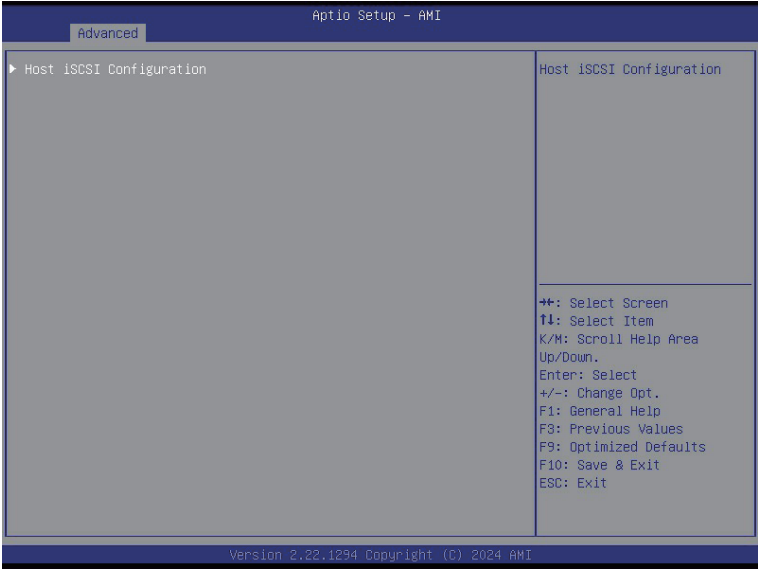 Aptio Setup – AMI
Advanced
▶ Host iSCSI Configuration
Host iSCSI Configuration
→←: Select Screen
↑↓: Select Item
K/M: Scroll Help Area
Up/Down.
Enter: Select
+/-: Change Opt.
F1: General Help
F3: Previous Values
F9: Optimized Defaults
F10: Save & Exit
ESC: Exit
Version 2.22.1294 Copyright (C) 2024 AMI